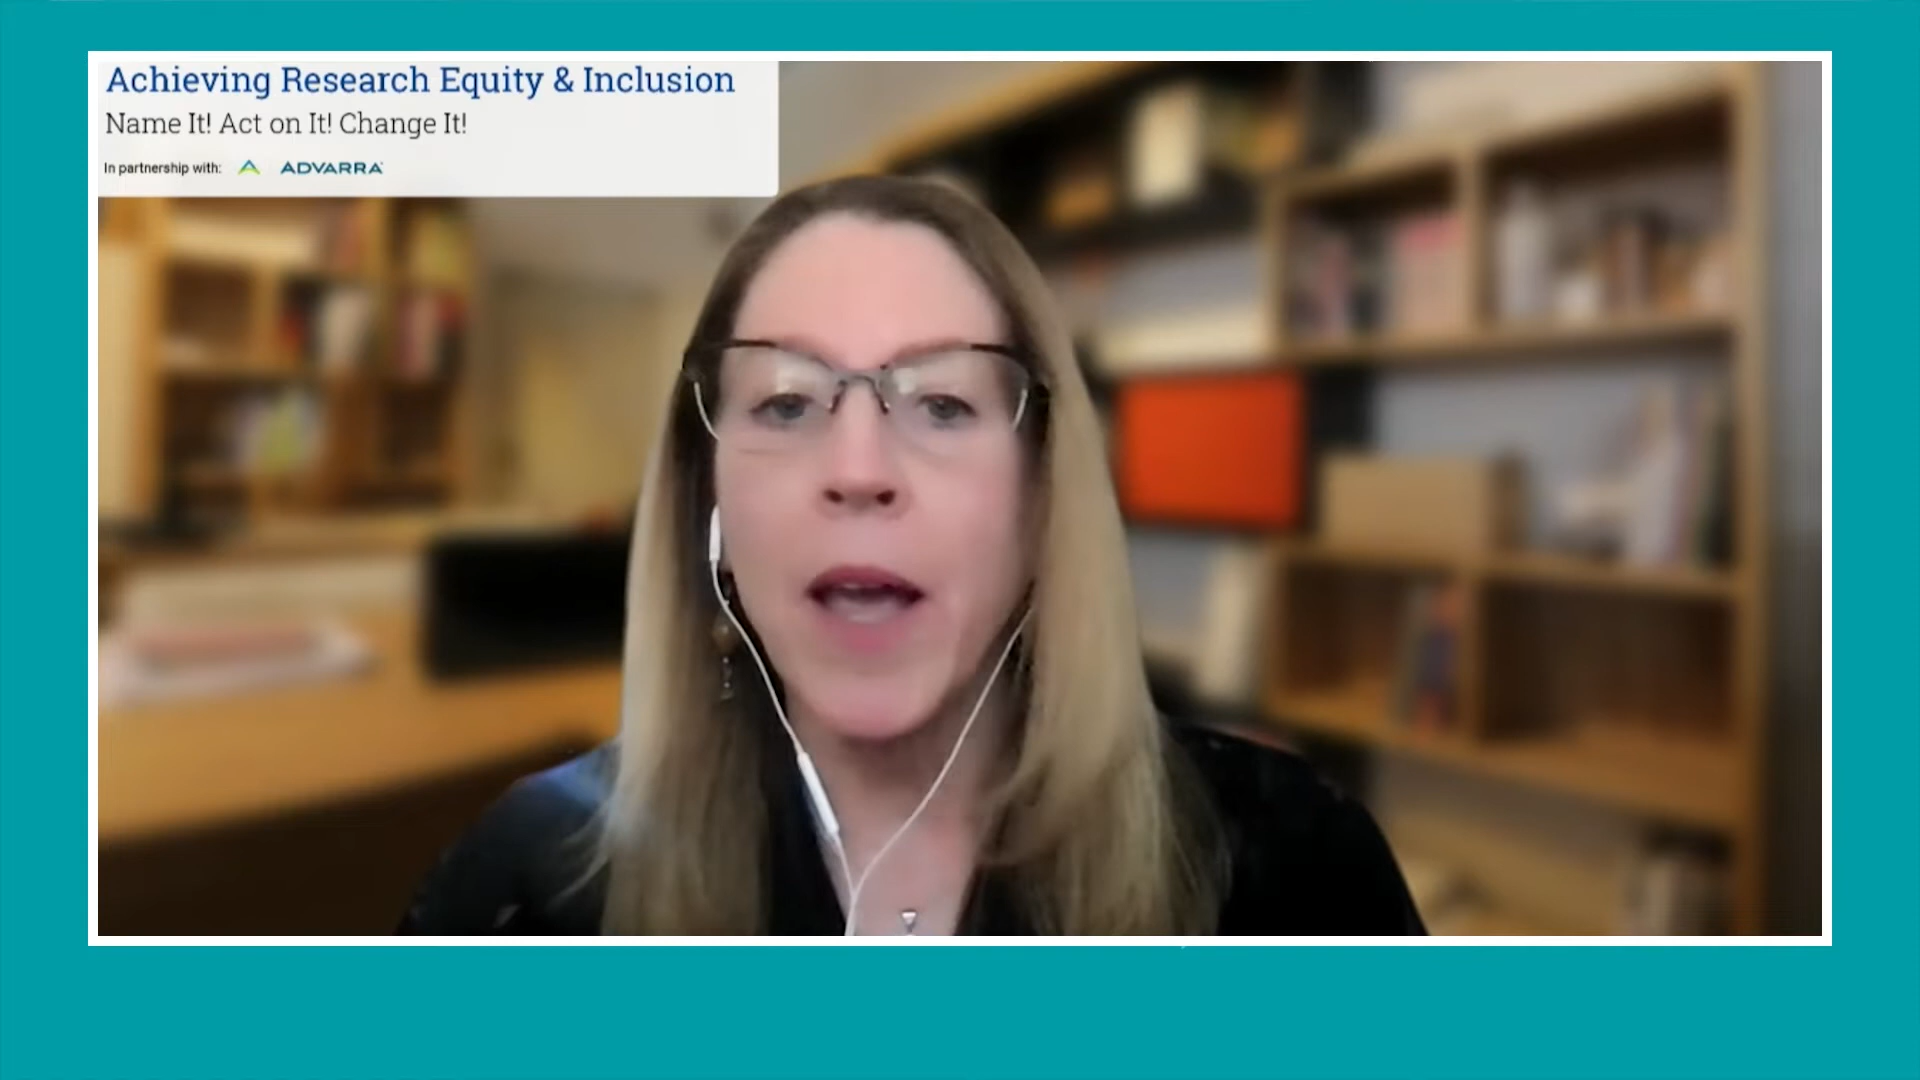 Achieving Research Equity & Inclusion
Name It! Act on It! Change It!
In partnership with: ADVARRA